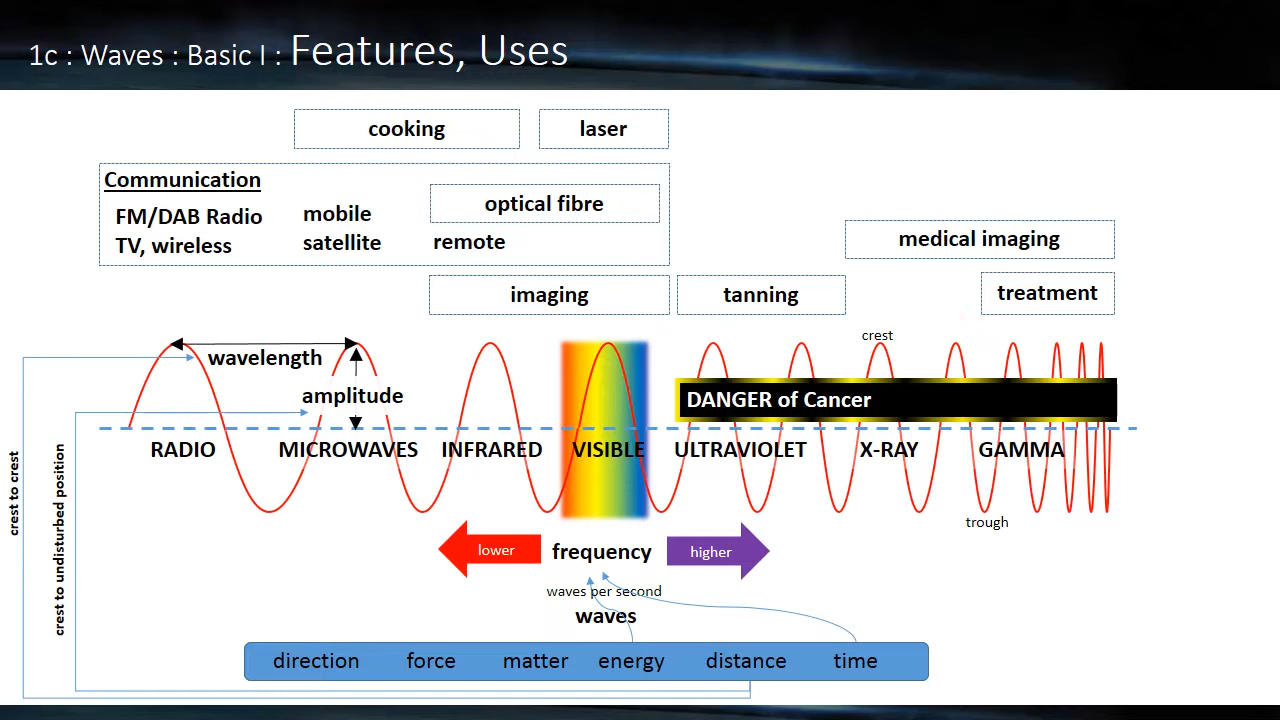 1c : Waves : Basic I : Features, Uses
cooking
laser
Communication
FM/DAB Radio
TV, wireless
mobile
satellite
optical fibre
remote
medical imaging
imaging
tanning
treatment
crest
wavelength
amplitude
DANGER of Cancer
RADIO
MICROWAVES
INFRARED
VISIBLE
ULTRAVIOLET
X-RAY
GAMMA
crest to crest
crest to undisturbed position
trough
lower
frequency
higher
waves per second
waves
direction force matter energy distance time